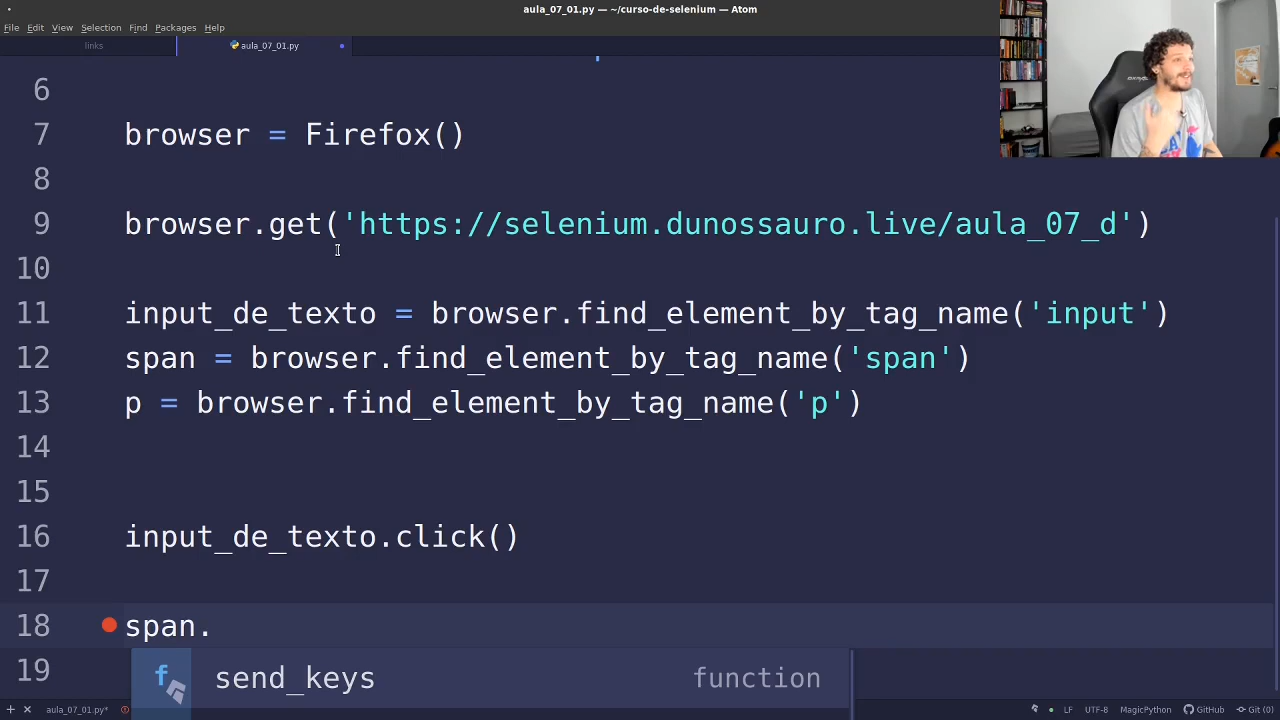 aula_07_01.py — ~/curso-de-selenium — Atom
File Edit View Selection Find Packages Help
links
aula_07_01.py
6
7 browser = Firefox()
8
9 browser.get('https://selenium.dunossauro.live/aula_07_d')
10
11 input_de_texto = browser.find_element_by_tag_name('input')
12 span = browser.find_element_by_tag_name('span')
13 p = browser.find_element_by_tag_name('p')
14
15
16 input_de_texto.click()
17
18 span.
19
send_keys function
aula_07_01.py* LF UTF-8 MagicPython GitHub Git (0)